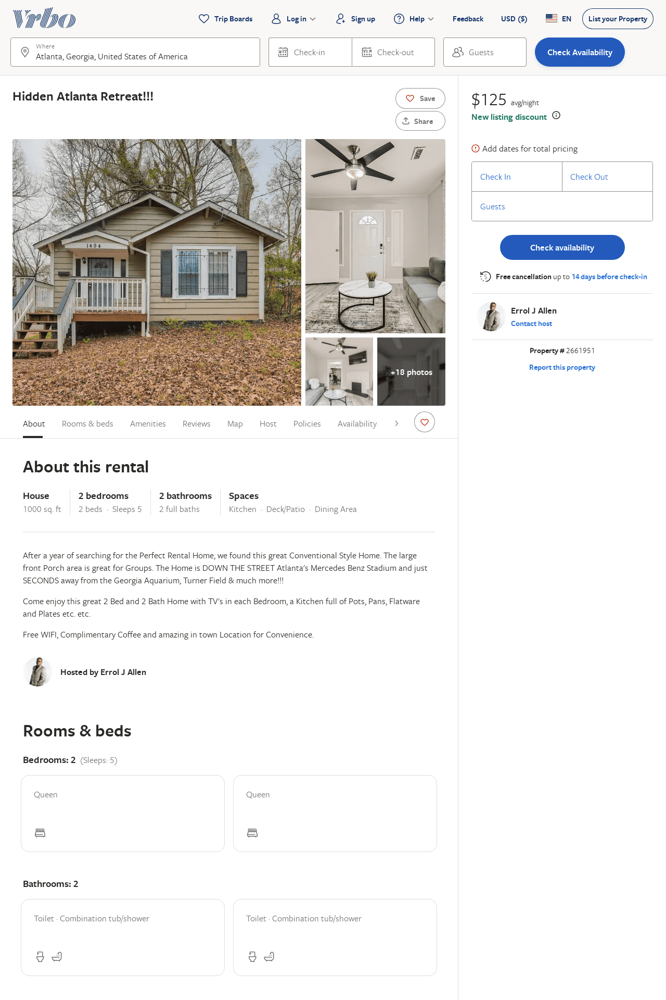 Vrbo
Trip Boards
Log in
Sign up
Help
Feedback
USD ($)
EN
List your Property
Where
Atlanta, Georgia, United States of America
Check-in
Check-out
Guests
Check Availability
Hidden Atlanta Retreat!!!
Save
Share
1494
+18 photos
$125 avg/night
New listing discount
Add dates for total pricing
Check In
Check Out
Guests
Check availability
Free cancellation up to 14 days before check-in
Errol J Allen
Contact host
Property # 2661951
Report this property
About
Rooms & beds
Amenities
Reviews
Map
Host
Policies
Availability
About this rental
House
1000 sq. ft
2 bedrooms
2 beds · Sleeps 5
2 bathrooms
2 full baths
Spaces
Kitchen · Deck/Patio · Dining Area
After a year of searching for the Perfect Rental Home, we found this great Conventional Style Home. The large
front Porch area is great for Groups. The Home is DOWN THE STREET Atlanta's Mercedes Benz Stadium and just
SECONDS away from the Georgia Aquarium, Turner Field & much more!!!
Come enjoy this great 2 Bed and 2 Bath Home with TV's in each Bedroom, a Kitchen full of Pots, Pans, Flatware
and Plates etc. etc.
Free WIFI, Complimentary Coffee and amazing in town Location for Convenience.
Hosted by Errol J Allen
Rooms & beds
Bedrooms: 2 (Sleeps: 5)
Queen
Queen
Bathrooms: 2
Toilet · Combination tub/shower
Toilet · Combination tub/shower